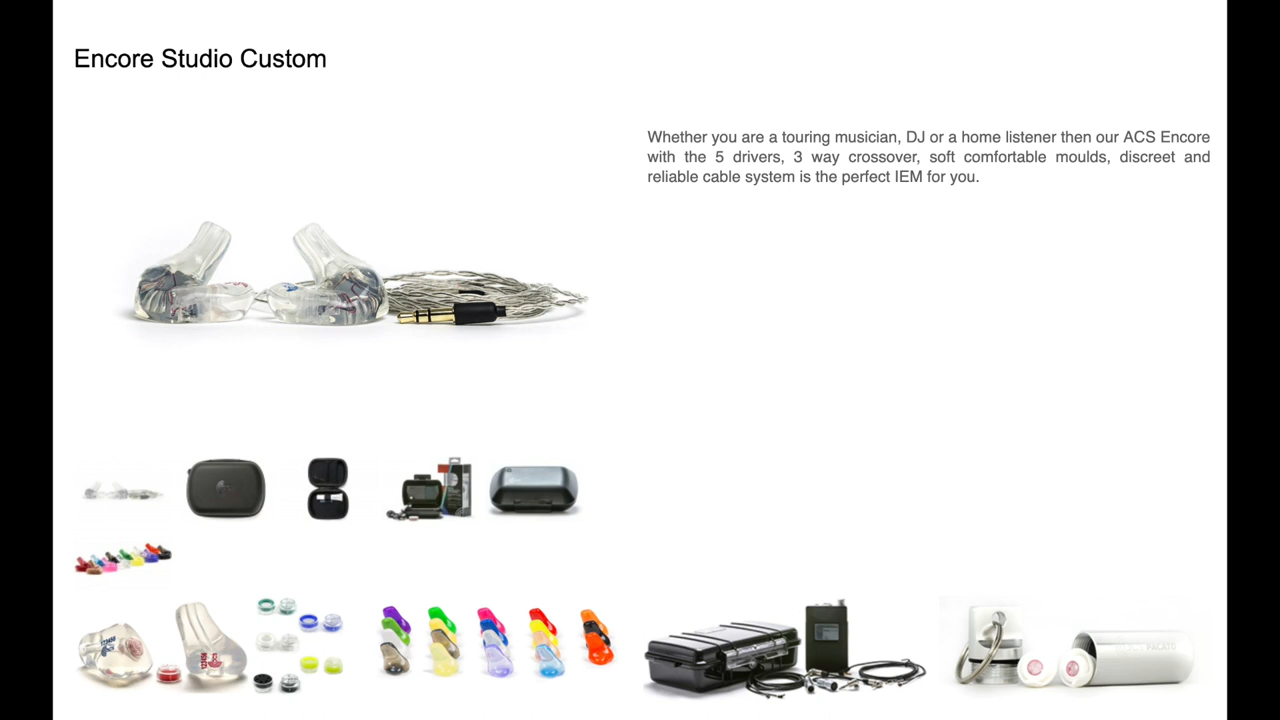 Encore Studio Custom
Whether you are a touring musician, DJ or a home listener then our ACS Encore
with the 5 drivers, 3 way crossover, soft comfortable moulds, discreet and
reliable cable system is the perfect IEM for you.